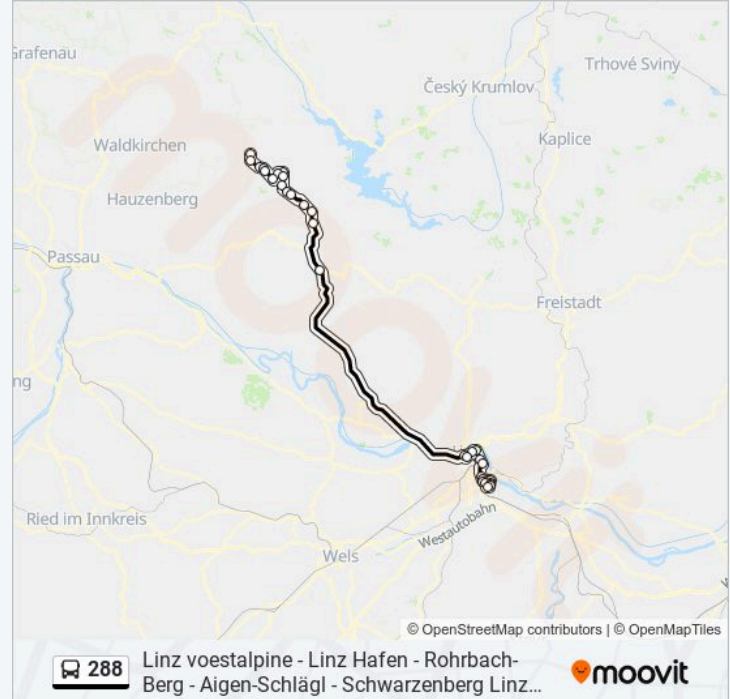 Grafenau
Trhové Sviny
Český Krumlov
Waldkirchen
Kaplice
Hauzenberg
Passau
Freistadt
ng
Ried im Innkreis
Westautobahn
Wels
© OpenStreetMap contributors | © OpenMapTiles
288
Linz voestalpine - Linz Hafen - Rohrbach-
Berg - Aigen-Schlägl - Schwarzenberg Linz...
moovit